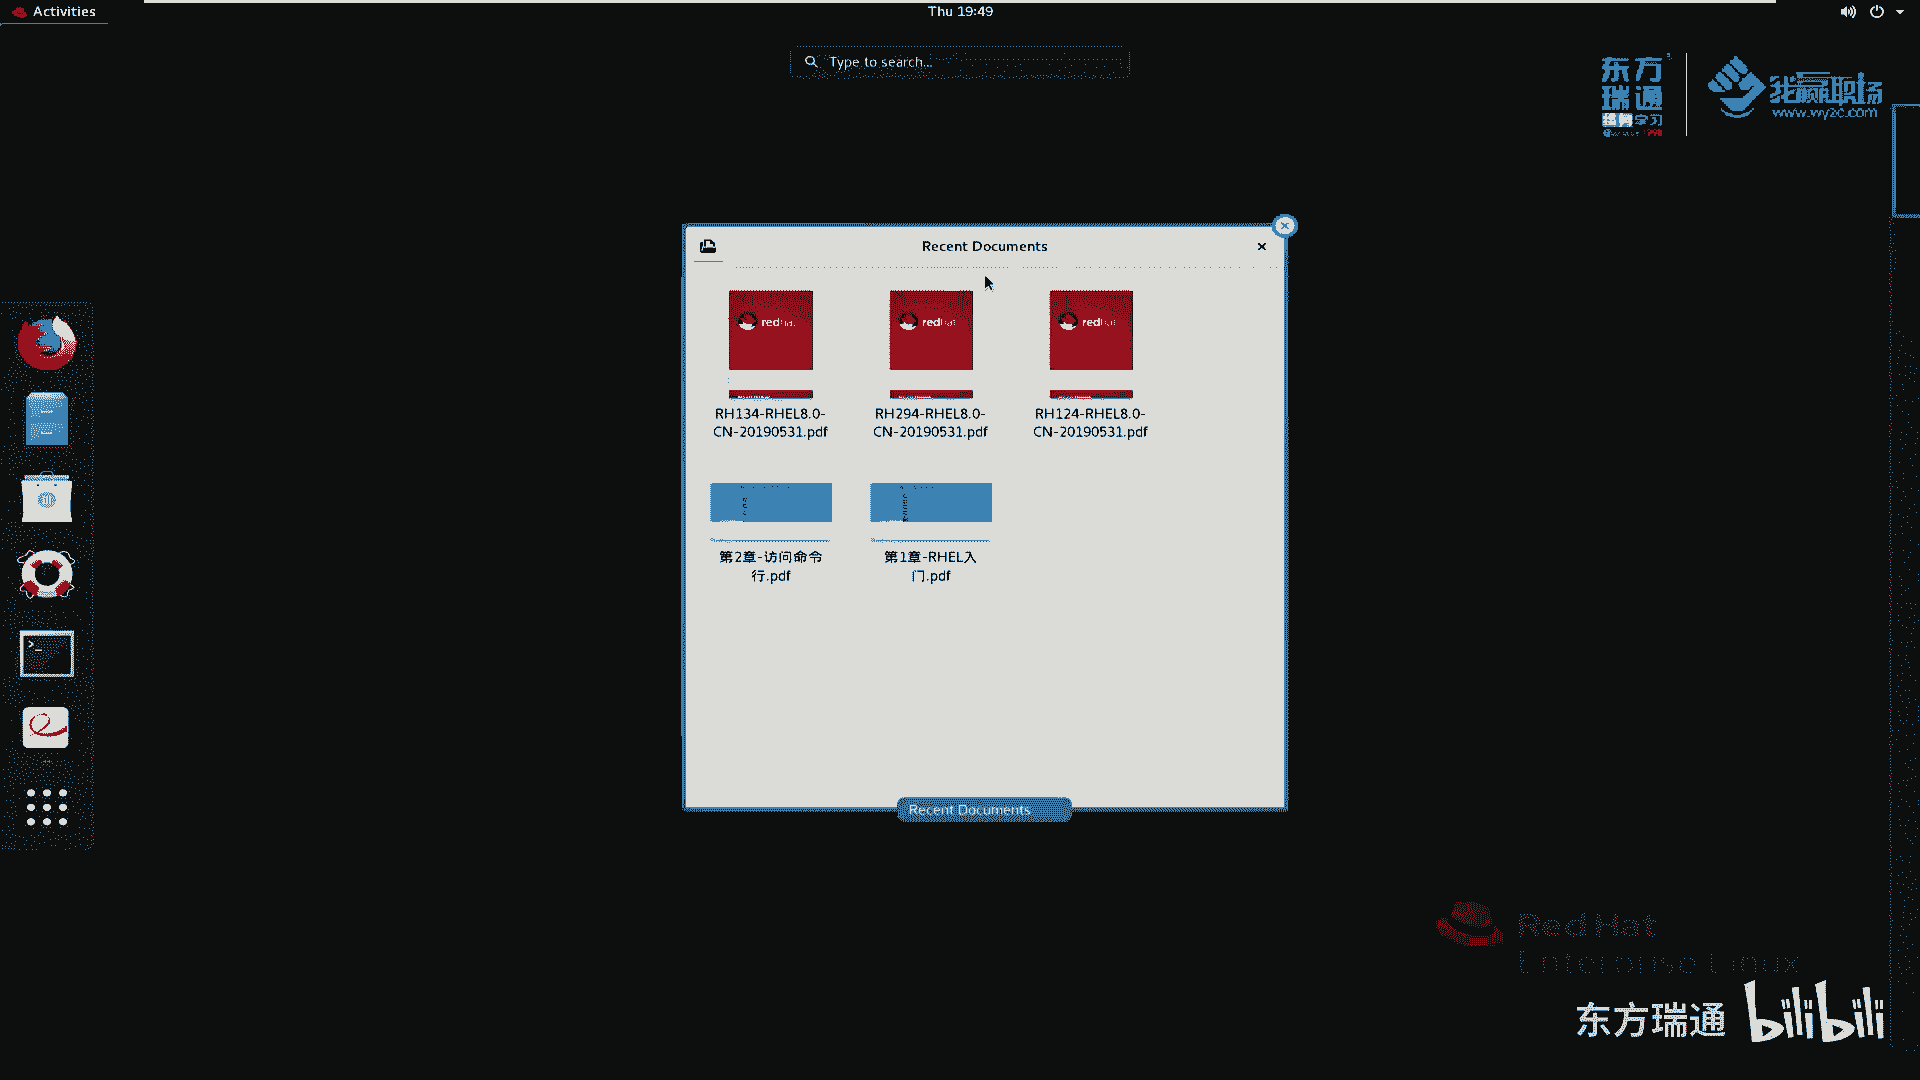 Activities
Thu 19:49
Type to search...
东方
瑞通
我赢职场
www.wyzc.com
Recent Documents
redhat
redhat
redhat
RH134-RHEL8.0-
CN-20190531.pdf
RH294-RHEL8.0-
CN-20190531.pdf
RH124-RHEL8.0-
CN-20190531.pdf
第2章-访问命令
行.pdf
第1章-RHEL入
门.pdf
Recent Documents
Red Hat
Enterprise Linux
东方瑞通
bilibili